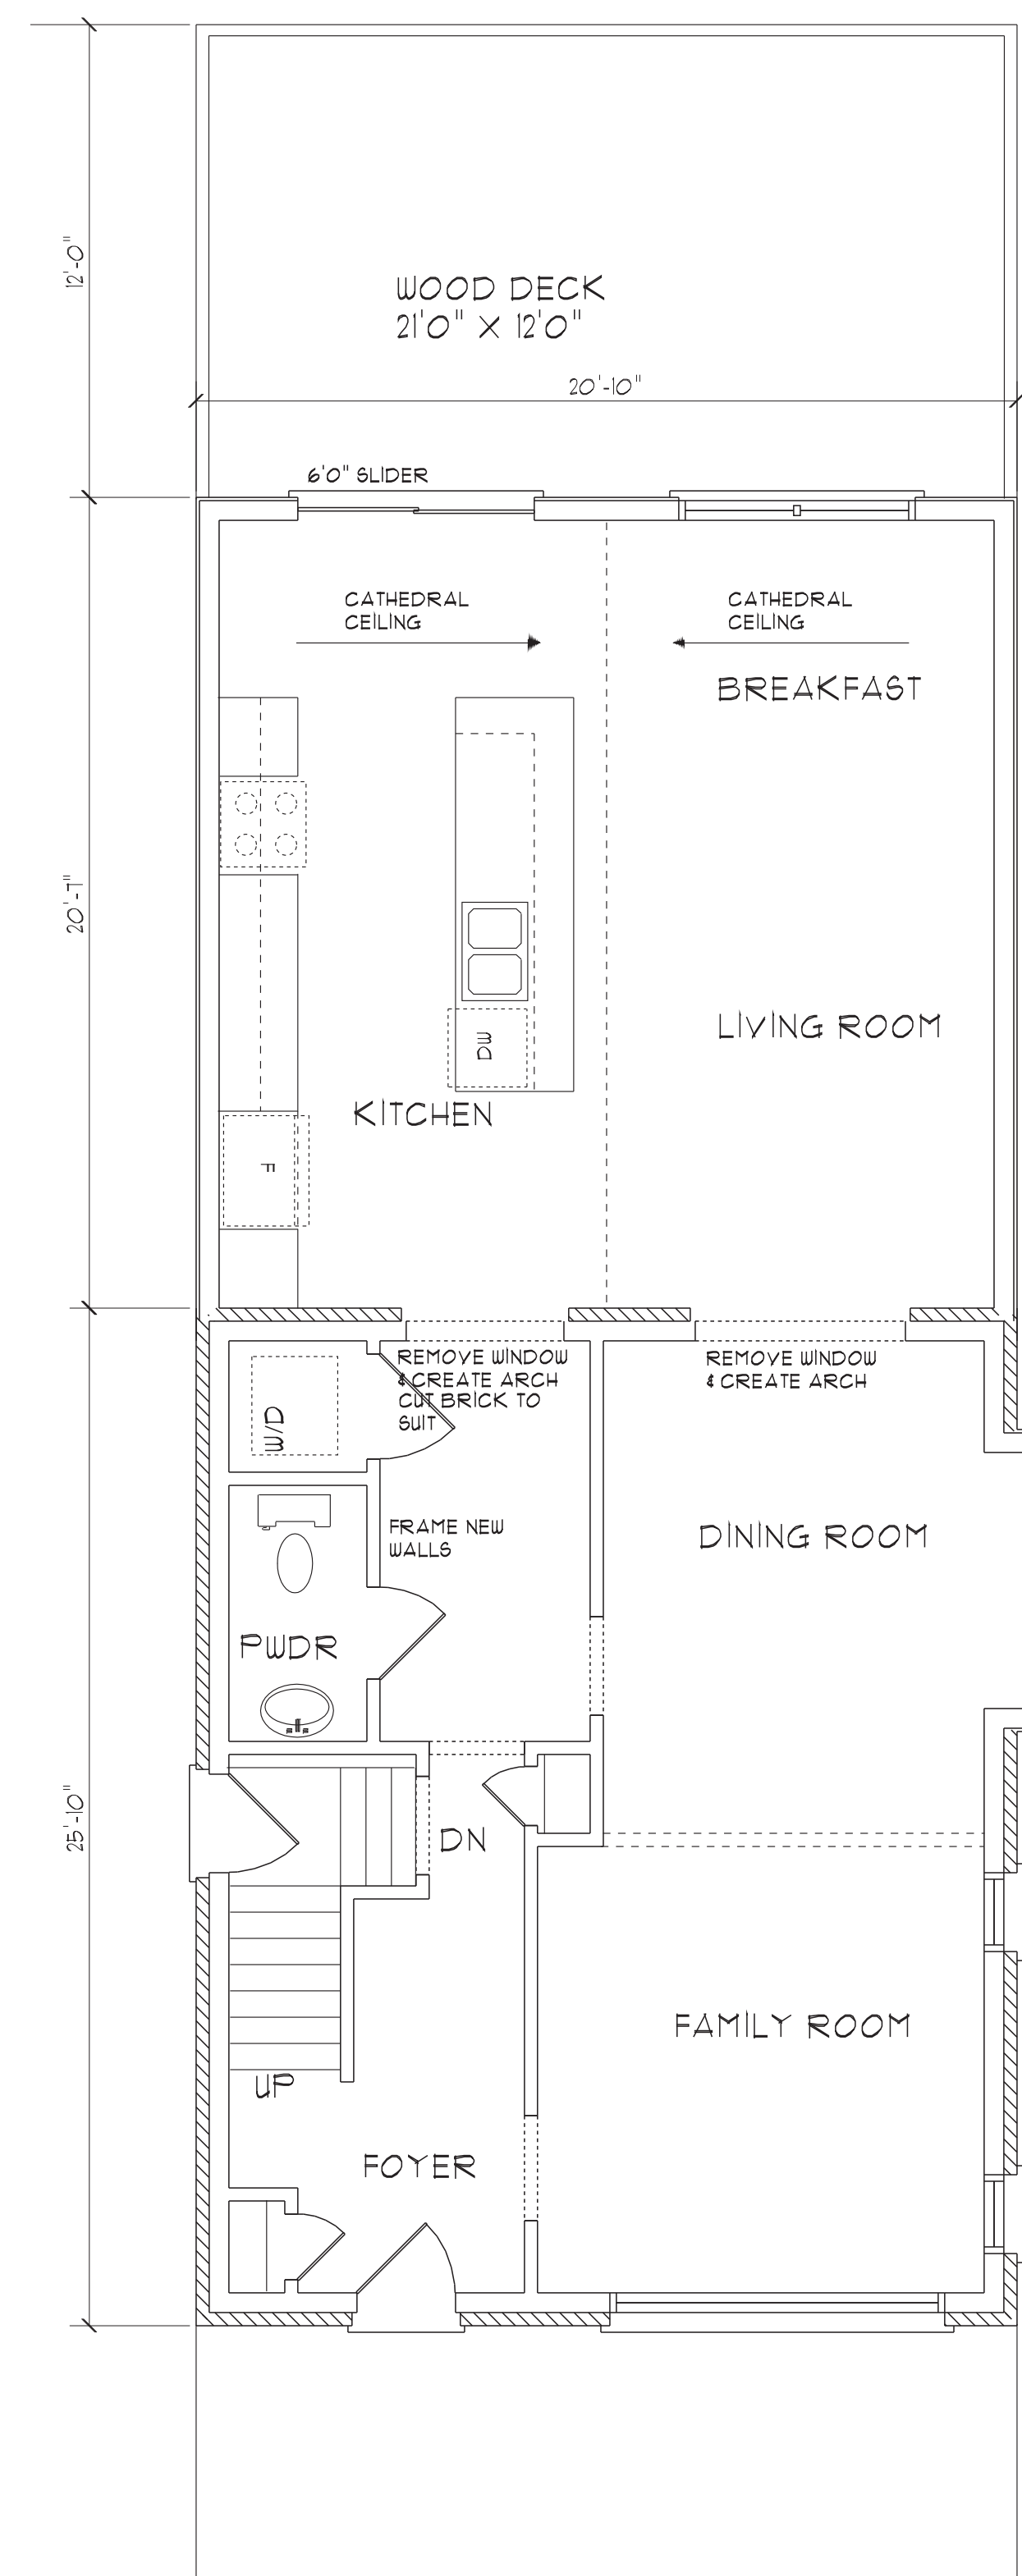 12'-0"
WOOD DECK
21'0" X 12'0"
20'-10"
6'0" SLIDER
CATHEDRAL
CEILING
CATHEDRAL
CEILING
BREAKFAST
20'-7"
LIVING ROOM
DW
KITCHEN
F
REMOVE WINDOW
& CREATE ARCH
CUT BRICK TO
SUIT
REMOVE WINDOW
& CREATE ARCH
W/D
FRAME NEW
WALLS
DINING ROOM
PWDR
25'-10"
DN
FAMILY ROOM
UP
FOYER